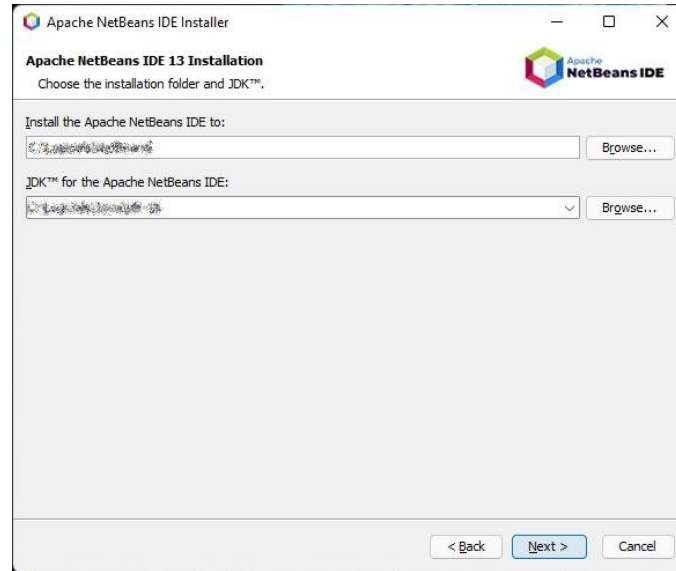 Apache NetBeans IDE Installer
Apache NetBeans IDE 13 Installation
Choose the installation folder and JDK™.
Apache
NetBeans IDE
Install the Apache NetBeans IDE to:
Browse...
JDK™ for the Apache NetBeans IDE:
Browse...
< Back Next > Cancel